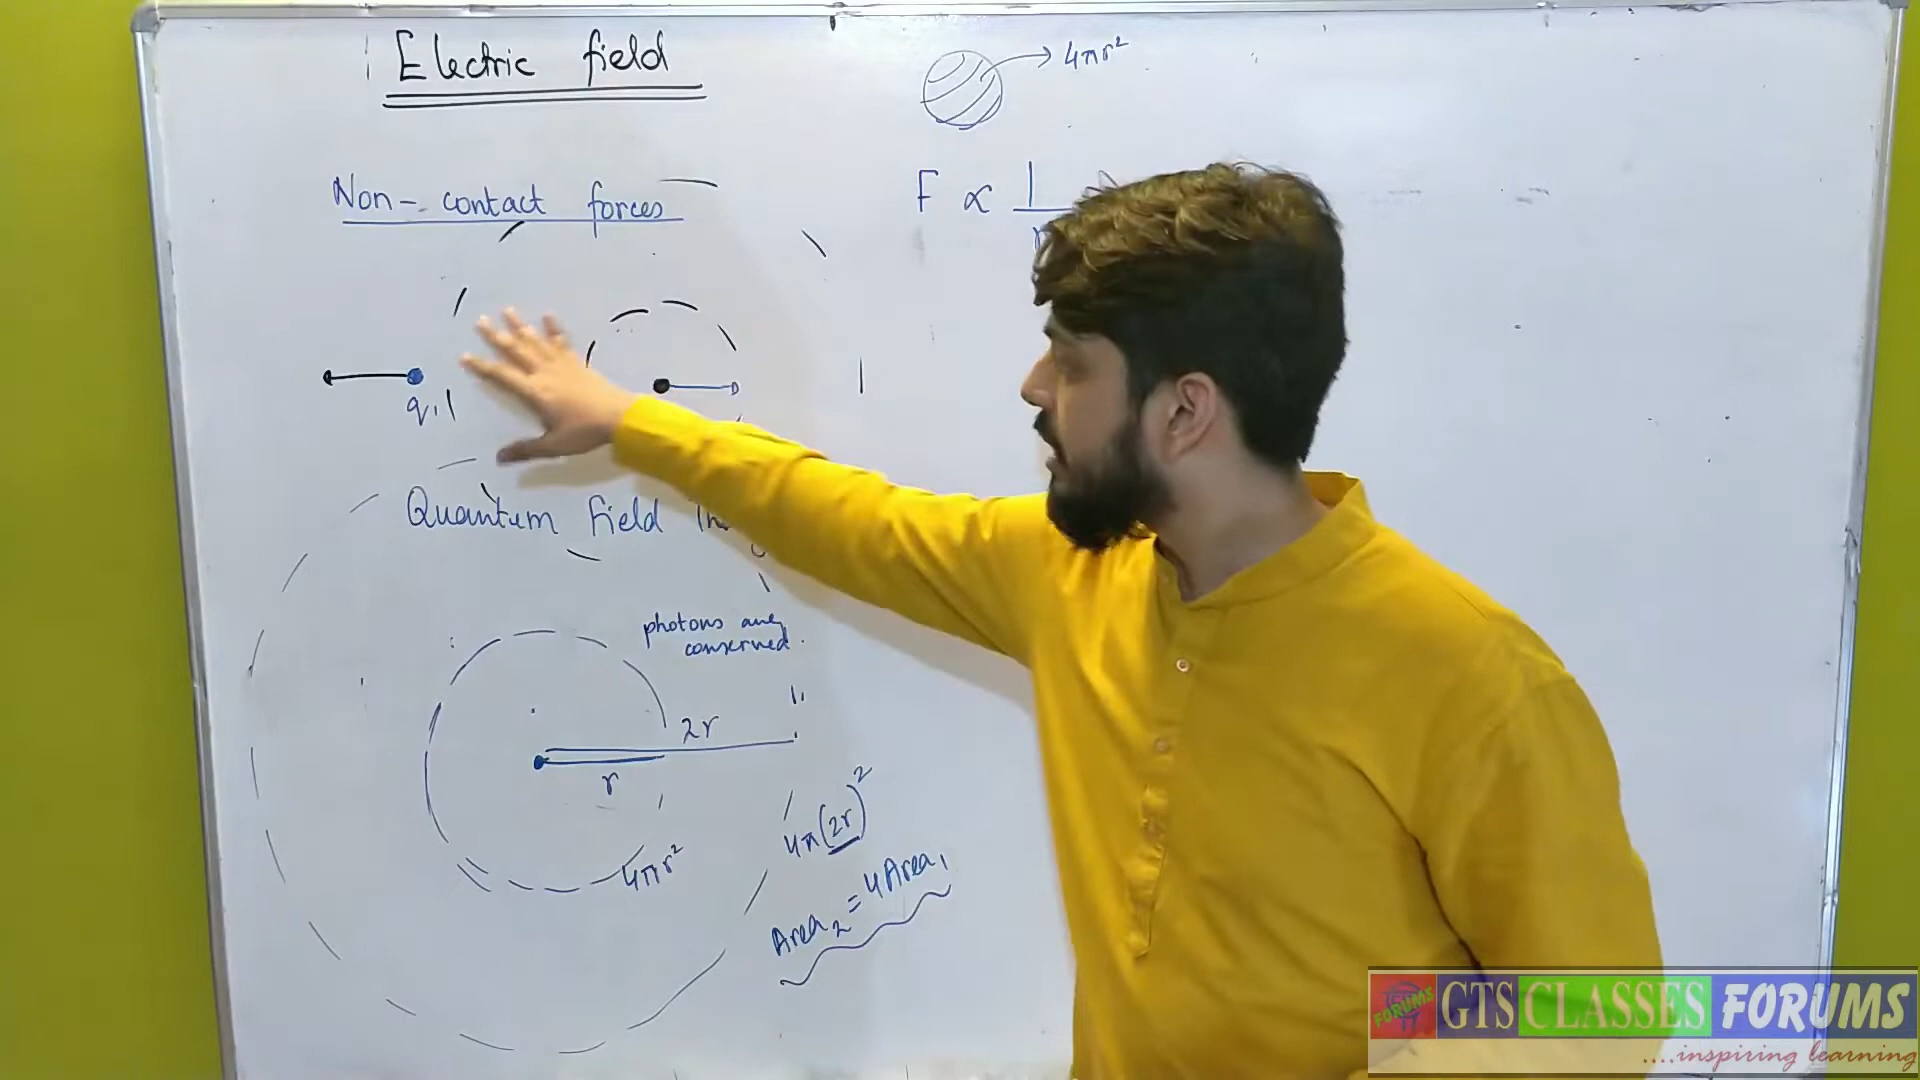 Electric field
4πr²
Non-contact forces
F ∝ 1
q,1
Quantum field
photons are
conserved.
2r
r
4πr²
4π(2r)²
Area₂ = 4Area₁
FORUMS GTS CLASSES FORUMS
....inspiring learning